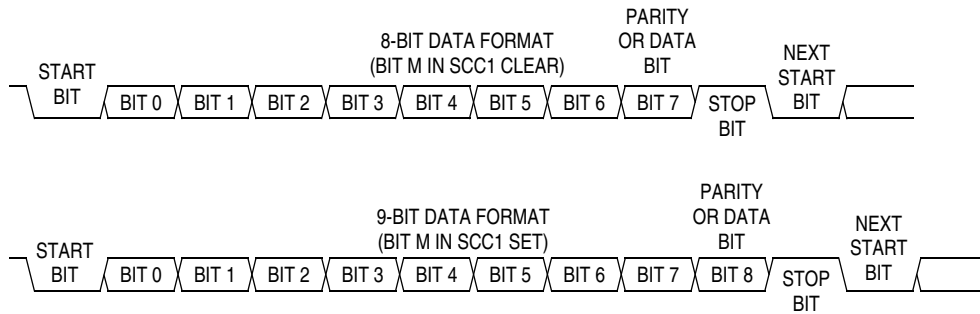 8-BIT DATA FORMAT
(BIT M IN SCC1 CLEAR)
PARITY
OR DATA
BIT
START
BIT
BIT 0 BIT 1 BIT 2 BIT 3 BIT 4 BIT 5 BIT 6 BIT 7
STOP
BIT
NEXT
START
BIT
9-BIT DATA FORMAT
(BIT M IN SCC1 SET)
PARITY
OR DATA
BIT
START
BIT
BIT 0 BIT 1 BIT 2 BIT 3 BIT 4 BIT 5 BIT 6 BIT 7 BIT 8
STOP
BIT
NEXT
START
BIT